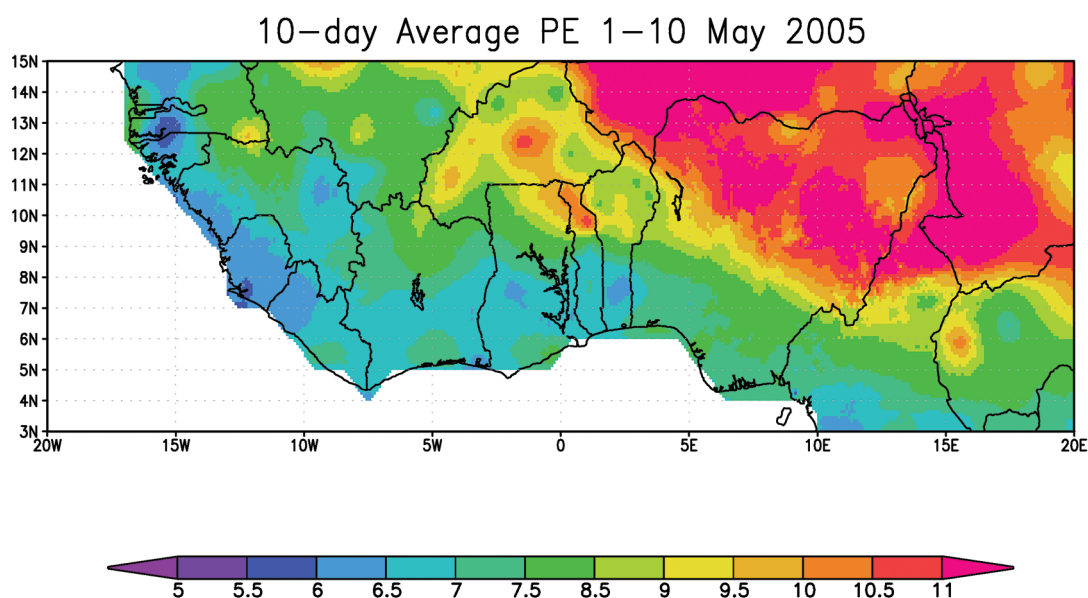 10-day Average PE 1-10 May 2005
15N
14N
13N
12N
11N
10N
9N
8N
7N
6N
5N
4N
3N
20W 15W 10W 5W 0 5E 10E 15E 20E
5 5.5 6 6.5 7 7.5 8.5 9 9.5 10 10.5 11